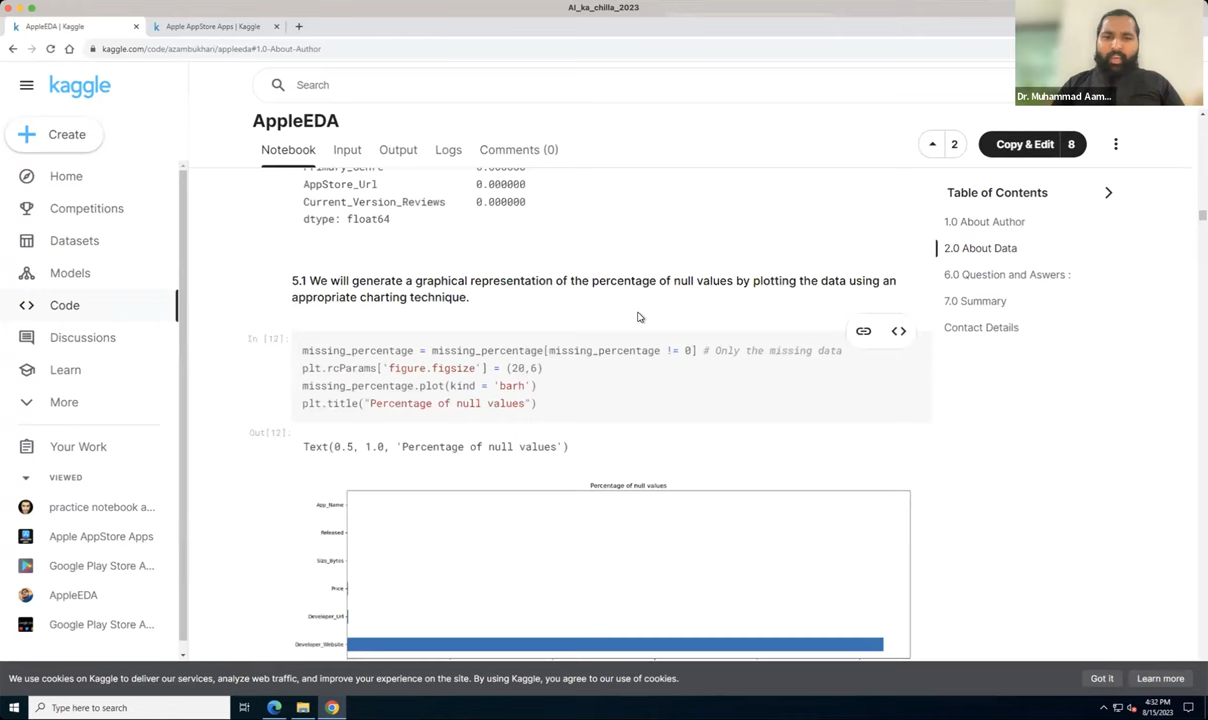 AI_ka_chilla_2023
AppleEDA | Kaggle
Apple AppStore Apps | Kaggle
kaggle.com/code/azambukhari/appleeda#1.0-About-Author
Dr. Muhammad Aam...
kaggle
Search
Create
AppleEDA
2
Copy & Edit 8
Notebook Input Output Logs Comments (0)
Home
Competitions
Datasets
Models
Code
Discussions
Learn
More
Your Work
VIEWED
practice notebook a...
Apple AppStore Apps
Google Play Store A...
AppleEDA
Google Play Store A...
Primary_Genre 0.000000
AppStore_Url 0.000000
Current_Version_Reviews 0.000000
dtype: float64
5.1 We will generate a graphical representation of the percentage of null values by plotting the data using an
appropriate charting technique.
In [12]:
missing_percentage = missing_percentage[missing_percentage != 0] # Only the missing data
plt.rcParams['figure.figsize'] = (20,6)
missing_percentage.plot(kind = 'barh')
plt.title("Percentage of null values")
Out[12]:
Text(0.5, 1.0, 'Percentage of null values')
Percentage of null values
App_Name
Released
Size_Bytes
Price
Developer_Url
Developer_Website
Table of Contents
1.0 About Author
2.0 About Data
6.0 Question and Aswers :
7.0 Summary
Contact Details
We use cookies on Kaggle to deliver our services, analyze web traffic, and improve your experience on the site. By using Kaggle, you agree to our use of cookies.
Got it
Learn more
Type here to search
4:32 PM
8/15/2023